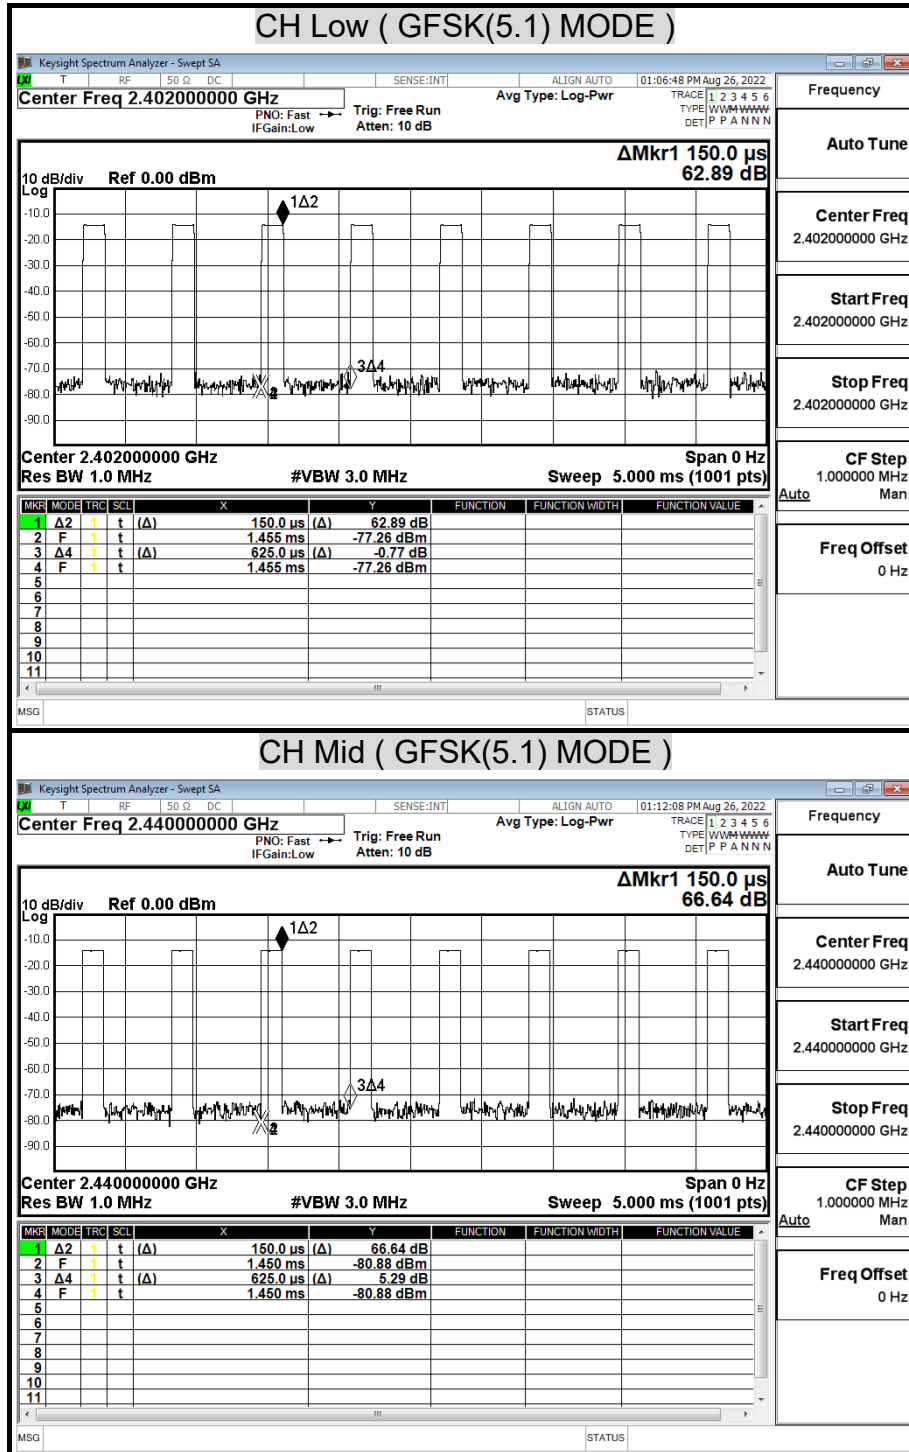 CH Low ( GFSK(5.1) MODE )
Keysight Spectrum Analyzer - Swept SA
LXI T RF 50 Ω DC SENSE:INT ALIGN AUTO 01:06:48 PM Aug 26, 2022
Center Freq 2.402000000 GHz
PNO: Fast
IFGain:Low
Trig: Free Run
Atten: 10 dB
Avg Type: Log-Pwr
TRACE 1 2 3 4 5 6
TYPE WWMWWWW
DET P P A N N N
ΔMkr1 150.0 µs
62.89 dB
10 dB/div Ref 0.00 dBm
Log
1Δ2
-10.0
-20.0
-30.0
-40.0
-50.0
-60.0
-70.0
3Δ4
-80.0
-90.0
Center 2.402000000 GHz Span 0 Hz
Res BW 1.0 MHz #VBW 3.0 MHz Sweep 5.000 ms (1001 pts)
MKR MODE TRC SCL X Y FUNCTION FUNCTION WIDTH FUNCTION VALUE
1 Δ2 1 t (Δ) 150.0 µs (Δ) 62.89 dB
2 F 1 t 1.455 ms -77.26 dBm
3 Δ4 1 t (Δ) 625.0 µs (Δ) -0.77 dB
4 F 1 t 1.455 ms -77.26 dBm
5
6
7
8
9
10
11
MSG STATUS
Frequency
Auto Tune
Center Freq
2.402000000 GHz
Start Freq
2.402000000 GHz
Stop Freq
2.402000000 GHz
CF Step
1.000000 MHz
Auto Man
Freq Offset
0 Hz
CH Mid ( GFSK(5.1) MODE )
Keysight Spectrum Analyzer - Swept SA
LXI T RF 50 Ω DC SENSE:INT ALIGN AUTO 01:12:08 PM Aug 26, 2022
Center Freq 2.440000000 GHz
PNO: Fast
IFGain:Low
Trig: Free Run
Atten: 10 dB
Avg Type: Log-Pwr
TRACE 1 2 3 4 5 6
TYPE WWMWWWW
DET P P A N N N
ΔMkr1 150.0 µs
66.64 dB
10 dB/div Ref 0.00 dBm
Log
1Δ2
-10.0
-20.0
-30.0
-40.0
-50.0
-60.0
-70.0
3Δ4
-80.0
-90.0
Center 2.440000000 GHz Span 0 Hz
Res BW 1.0 MHz #VBW 3.0 MHz Sweep 5.000 ms (1001 pts)
MKR MODE TRC SCL X Y FUNCTION FUNCTION WIDTH FUNCTION VALUE
1 Δ2 1 t (Δ) 150.0 µs (Δ) 66.64 dB
2 F 1 t 1.450 ms -80.88 dBm
3 Δ4 1 t (Δ) 625.0 µs (Δ) 5.29 dB
4 F 1 t 1.450 ms -80.88 dBm
5
6
7
8
9
10
11
MSG STATUS
Frequency
Auto Tune
Center Freq
2.440000000 GHz
Start Freq
2.440000000 GHz
Stop Freq
2.440000000 GHz
CF Step
1.000000 MHz
Auto Man
Freq Offset
0 Hz